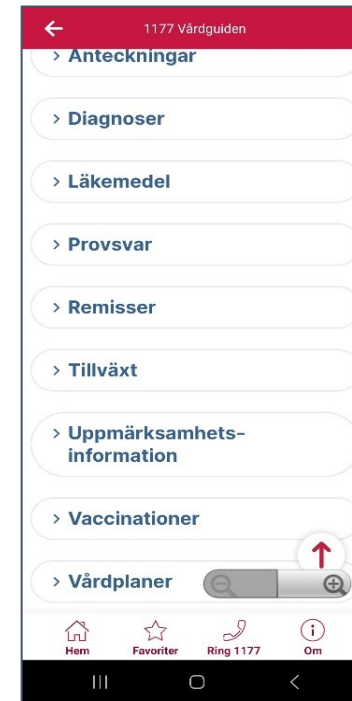 1177 Vårdguiden
Anteckningar
Diagnoser
Läkemedel
Provsvar
Remisser
Tillväxt
Uppmärksamhets-
information
Vaccinationer
Vårdplaner
Hem Favoriter Ring 1177 Om